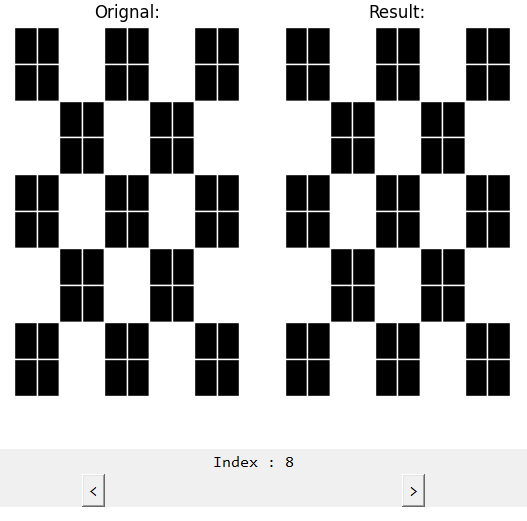 Orignal:
Result:
Index : 8
<
>